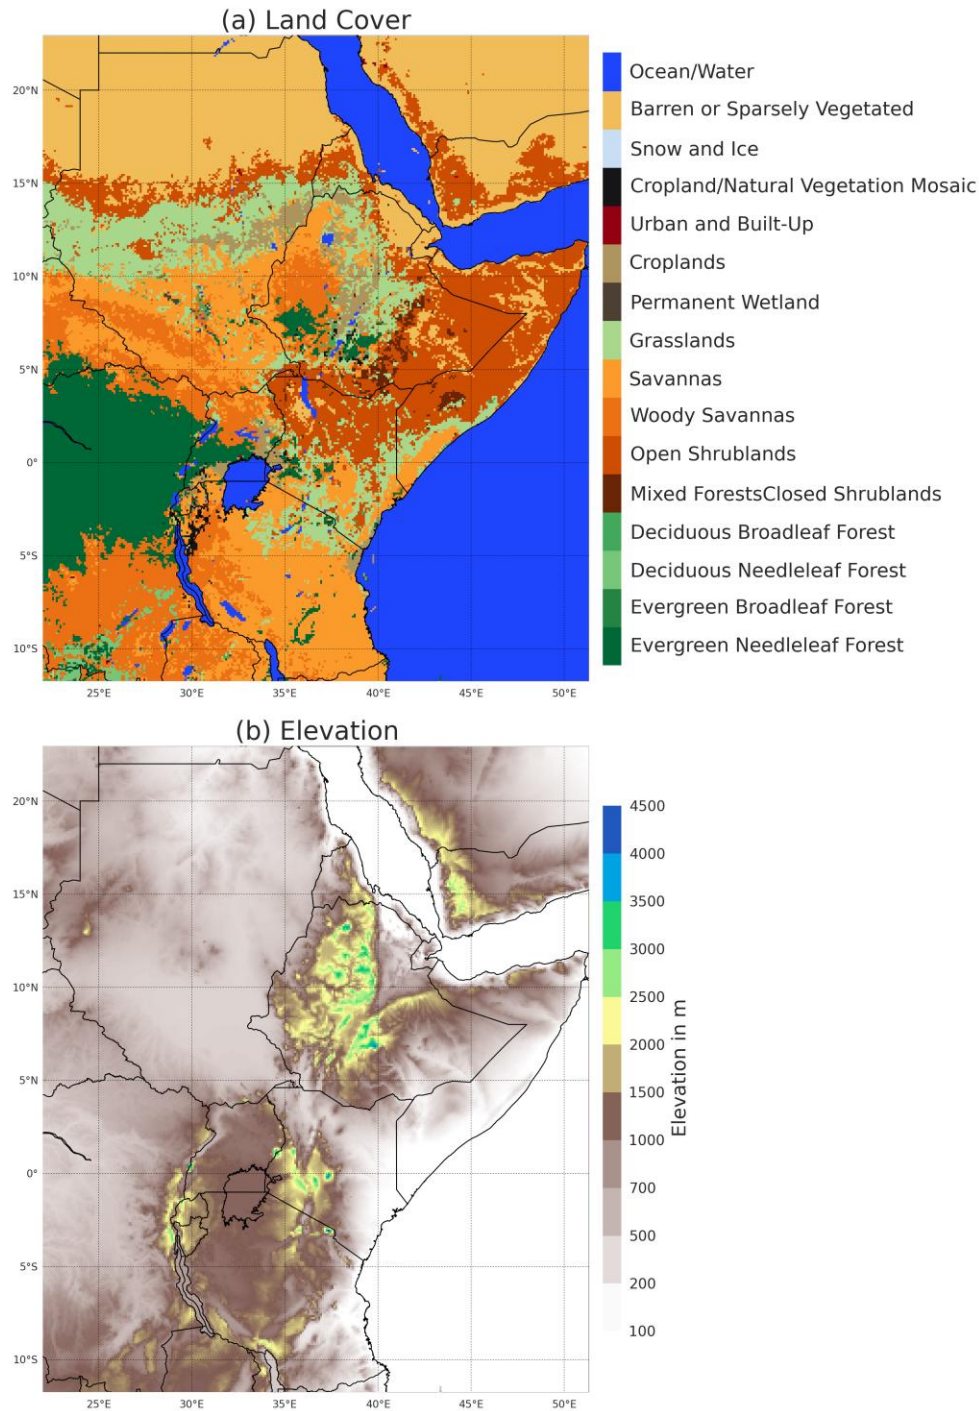 (a) Land Cover
20°N
15°N
10°N
5°N
0°
5°S
10°S
25°E
30°E
35°E
40°E
45°E
50°E
Ocean/Water
Barren or Sparsely Vegetated
Snow and Ice
Cropland/Natural Vegetation Mosaic
Urban and Built-Up
Croplands
Permanent Wetland
Grasslands
Savannas
Woody Savannas
Open Shrublands
Mixed ForestsClosed Shrublands
Deciduous Broadleaf Forest
Deciduous Needleleaf Forest
Evergreen Broadleaf Forest
Evergreen Needleleaf Forest
(b) Elevation
20°N
15°N
10°N
5°N
0°
5°S
10°S
25°E
30°E
35°E
40°E
45°E
50°E
4500
4000
3500
3000
2500
2000
1500
1000
700
500
200
100
Elevation in m